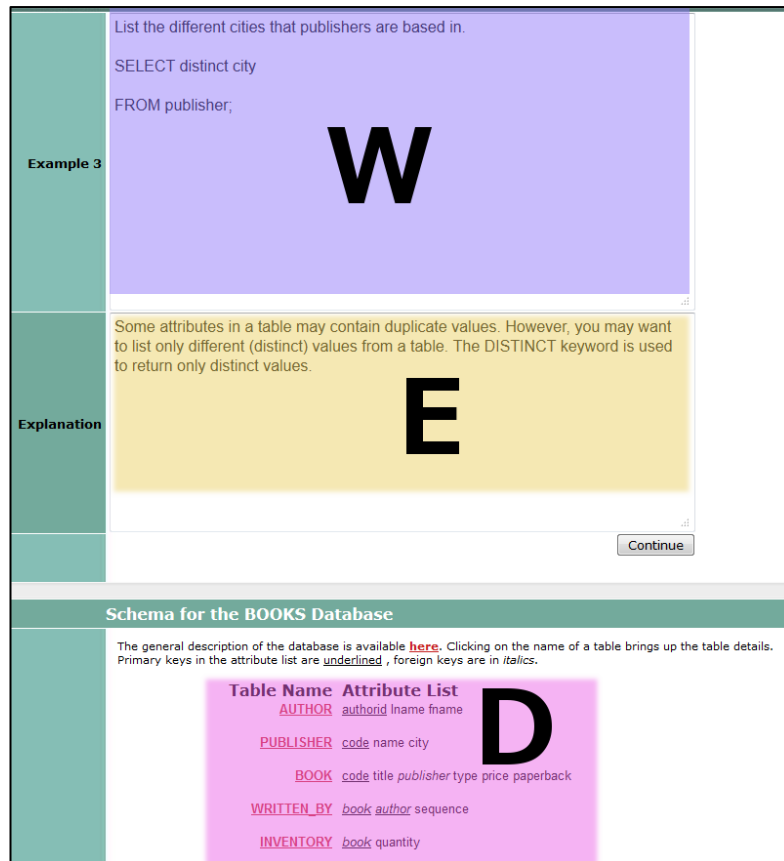 List the different cities that publishers are based in.
SELECT distinct city
FROM publisher;
Example 3
W
Some attributes in a table may contain duplicate values. However, you may want
to list only different (distinct) values from a table. The DISTINCT keyword is used
to return only distinct values.
Explanation
E
Continue
Schema for the BOOKS Database
The general description of the database is available here. Clicking on the name of a table brings up the table details.
Primary keys in the attribute list are underlined , foreign keys are in italics.
Table Name Attribute List
D
AUTHOR authorid lname fname
PUBLISHER code name city
BOOK code title publisher type price paperback
WRITTEN_BY book author sequence
INVENTORY book quantity